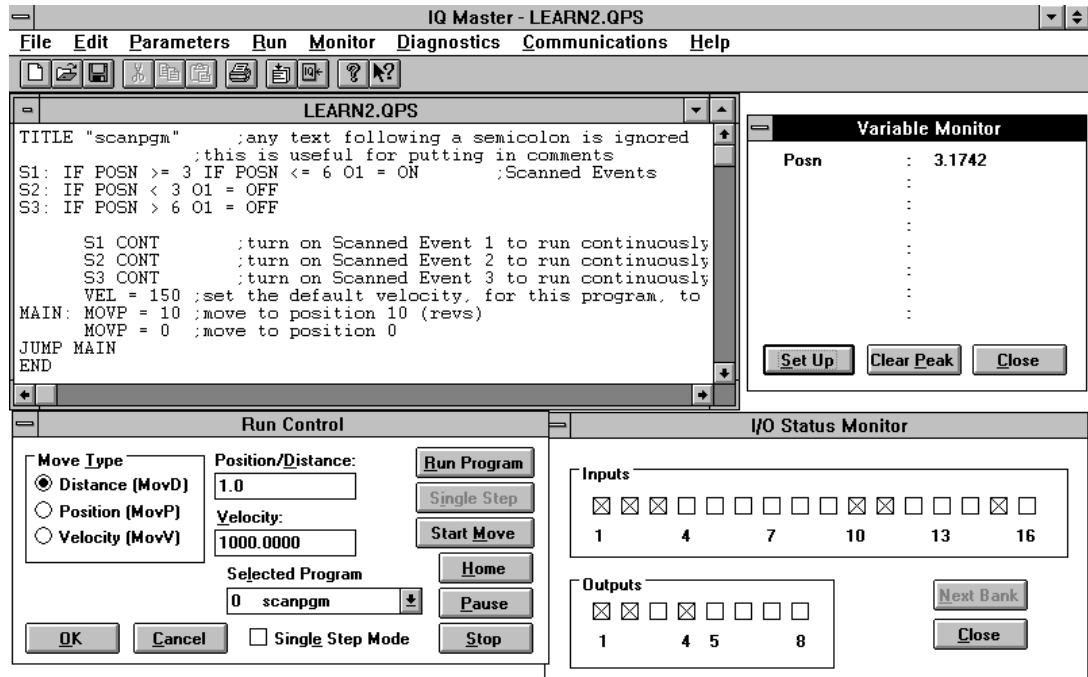 IQ Master - LEARN2.QPS
File Edit Parameters Run Monitor Diagnostics Communications Help
LEARN2.QPS
TITLE "scanpgm" ;any text following a semicolon is ignored
;this is useful for putting in comments
S1: IF POSN >= 3 IF POSN <= 6 O1 = ON ;Scanned Events
S2: IF POSN < 3 O1 = OFF
S3: IF POSN > 6 O1 = OFF
S1 CONT ;turn on Scanned Event 1 to run continuously
S2 CONT ;turn on Scanned Event 2 to run continuously
S3 CONT ;turn on Scanned Event 3 to run continuously
VEL = 150 ;set the default velocity, for this program, to
MAIN: MOVP = 10 ;move to position 10 (revs)
MOVP = 0 ;move to position 0
JUMP MAIN
END
Variable Monitor
Posn : 3.1742
:
:
:
:
:
:
:
Set Up Clear Peak Close
Run Control
Move Type
Distance (MovD)
Position (MovP)
Velocity (MovV)
Position/Distance:
1.0
Velocity:
1000.0000
Selected Program
0 scanpgm
Run Program
Single Step
Start Move
Home
Pause
Stop
OK Cancel Single Step Mode
I/O Status Monitor
Inputs
1 4 7 10 13 16
Outputs
1 4 5 8
Next Bank
Close